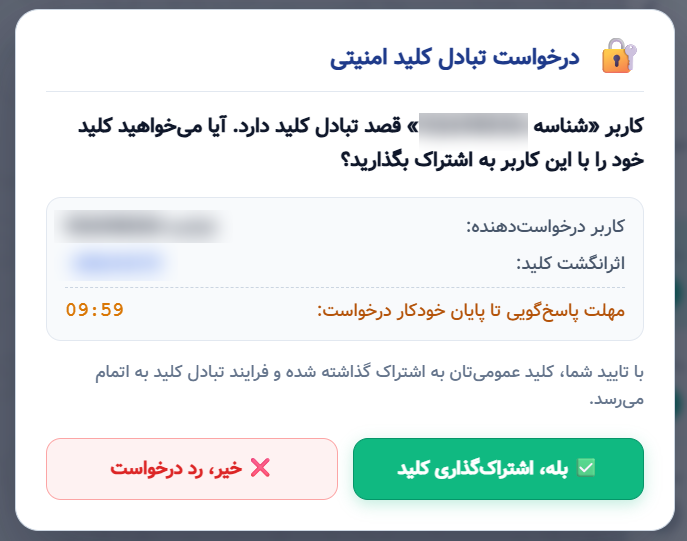 درخواست تبادل کلید امنیتی
کاربر «شناسه » قصد تبادل کلید دارد. آیا می‌خواهید کلید
خود را با این کاربر به اشتراک بگذارید؟
کاربر درخواست‌دهنده:
اثرانگشت کلید:
مهلت پاسخ‌گویی تا پایان خودکار درخواست: 09:59
با تایید شما، کلید عمومی‌تان به اشتراک گذاشته شده و فرایند تبادل کلید به اتمام
می‌رسد.
بله، اشتراک‌گذاری کلید
خیر، رد درخواست